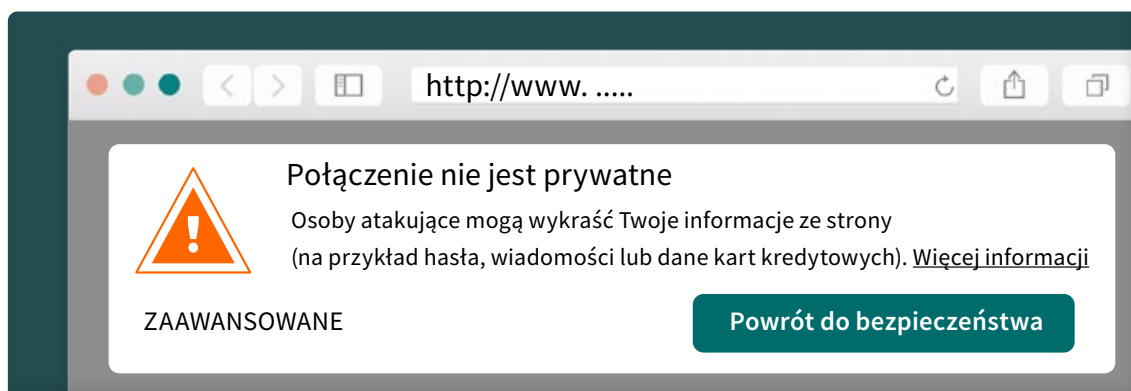 http://www. .....
Połączenie nie jest prywatne
Osoby atakujące mogą wykraść Twoje informacje ze strony
(na przykład hasła, wiadomości lub dane kart kredytowych). Więcej informacji
ZAAWANSOWANE
Powrót do bezpieczeństwa